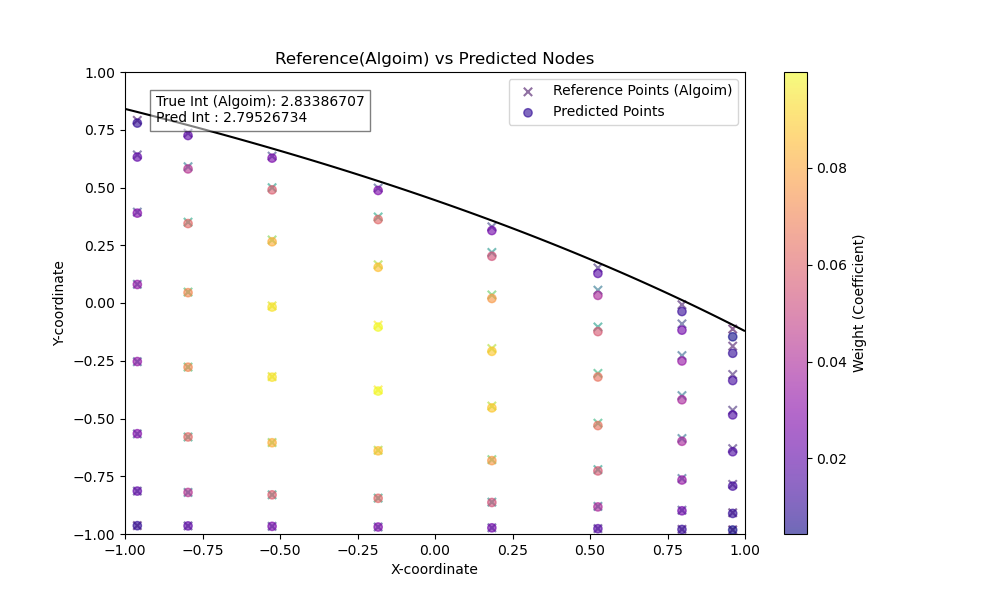 Reference(Algoim) vs Predicted Nodes
True Int (Algoim): 2.83386707
Pred Int : 2.79526734
Reference Points (Algoim)
Predicted Points
1.00
0.75
0.50
0.25
0.00
−0.25
−0.50
−0.75
−1.00
Y-coordinate
−1.00 −0.75 −0.50 −0.25 0.00 0.25 0.50 0.75 1.00
X-coordinate
0.08
0.06
0.04
0.02
Weight (Coefficient)